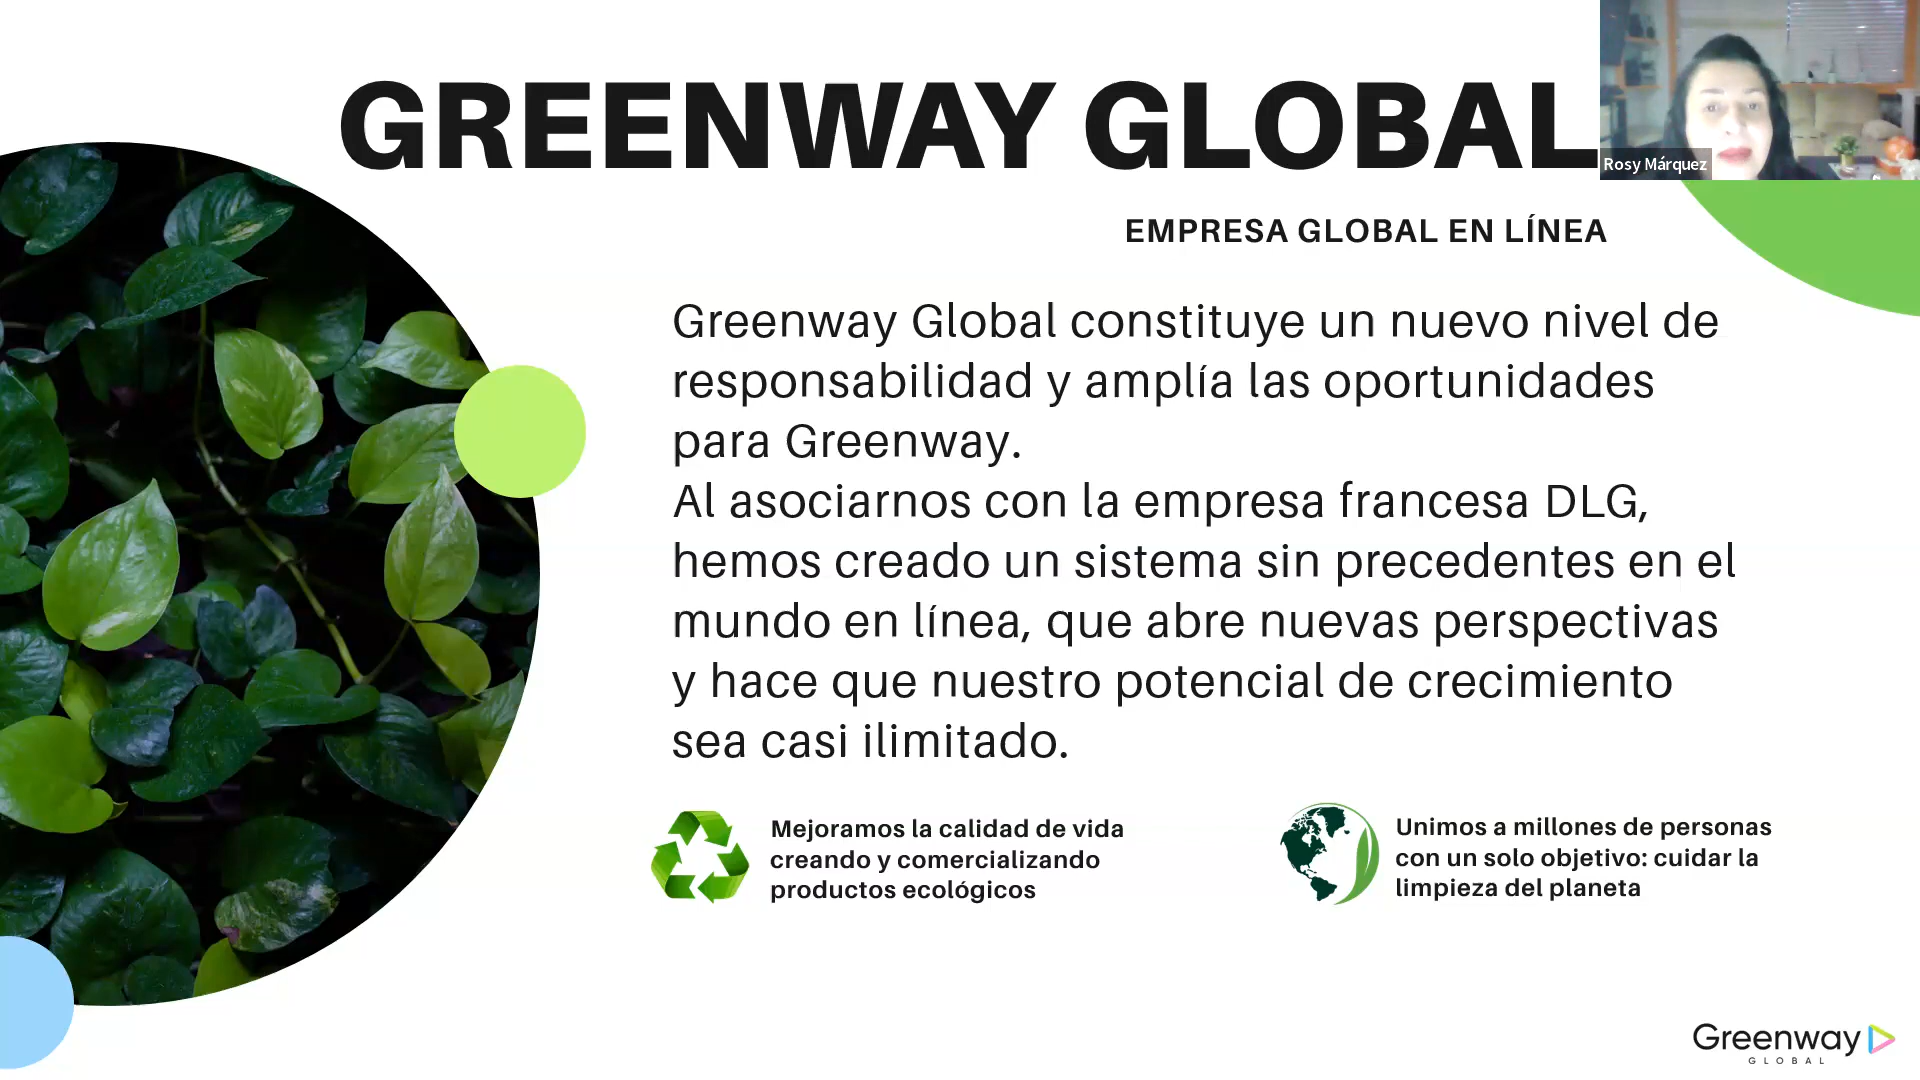 GREENWAY GLOBAL
Rosy Márquez
EMPRESA GLOBAL EN LÍNEA
Greenway Global constituye un nuevo nivel de
responsabilidad y amplía las oportunidades
para Greenway.
Al asociarnos con la empresa francesa DLG,
hemos creado un sistema sin precedentes en el
mundo en línea, que abre nuevas perspectivas
y hace que nuestro potencial de crecimiento
sea casi ilimitado.
Mejoramos la calidad de vida
creando y comercializando
productos ecológicos
Unimos a millones de personas
con un solo objetivo: cuidar la
limpieza del planeta
Greenway
GLOBAL